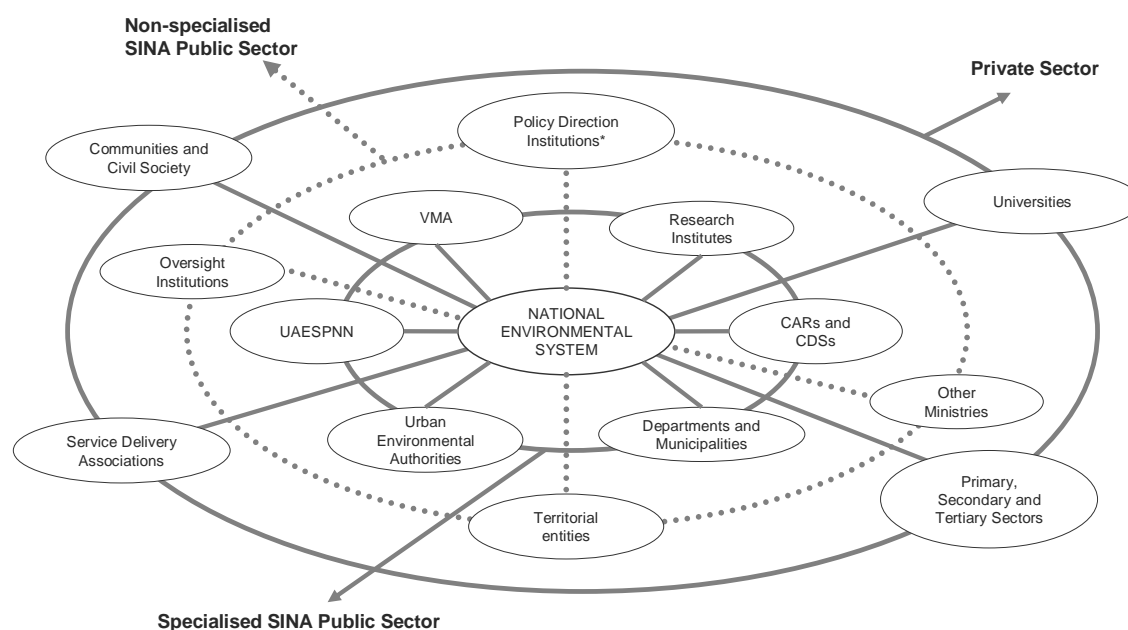 Non-specialised
SINA Public Sector
Private Sector
Policy Direction
Institutions*
Communities and
Civil Society
Universities
VMA
Research
Institutes
Oversight
Institutions
NATIONAL
ENVIRONMENTAL
SYSTEM
UAESPNN
CARs and
CDSs
Other
Ministries
Service Delivery
Associations
Urban
Environmental
Authorities
Departments and
Municipalities
Primary,
Secondary and
Tertiary Sectors
Territorial
entities
Specialised SINA Public Sector